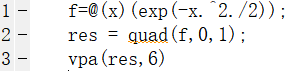 1 - f=@(x)(exp(-x.^2./2));
2 - res = quad(f,0,1);
3 - vpa(res,6)